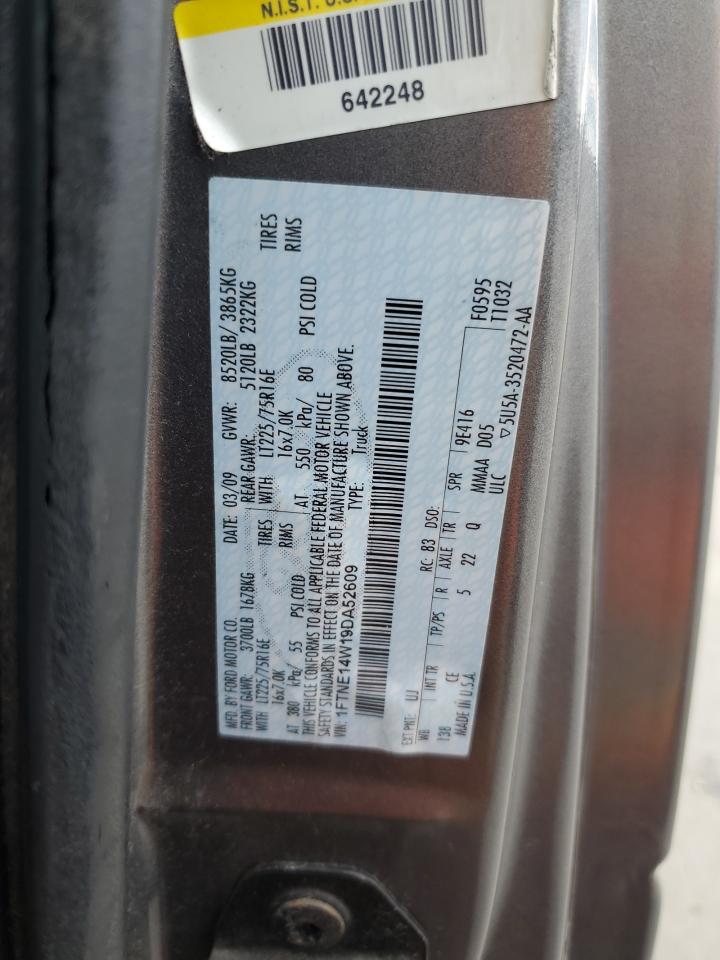 N.I.S.T. U.S.
642248
MFD. BY FORD MOTOR CO.
DATE: 03/09 GVWR: 8520LB/ 3865KG
FRONT GAWR: 3700LB 1678KG
REAR GAWR: 5120LB 2322KG
WITH LT225/75R16E TIRES
WITH LT225/75R16E TIRES
16x7.0K RIMS
16x7.0K RIMS
AT 380 kPa/ 55 PSI COLD
AT 550 kPa/ 80 PSI COLD
THIS VEHICLE CONFORMS TO ALL APPLICABLE FEDERAL MOTOR VEHICLE
SAFETY STANDARDS IN EFFECT ON THE DATE OF MANUFACTURE SHOWN ABOVE.
VIN: 1FTNE14W19DA52609
TYPE: Truck
EXT PNT: UJ RC: 83 DSO:
WB INT TR TP/PS R AXLE TR SPR
138 CE 5 22 Q 9E416
MMAA D05 F0595
MADE IN U.S.A. ULC T1032
▽5U5A-3520472-AA